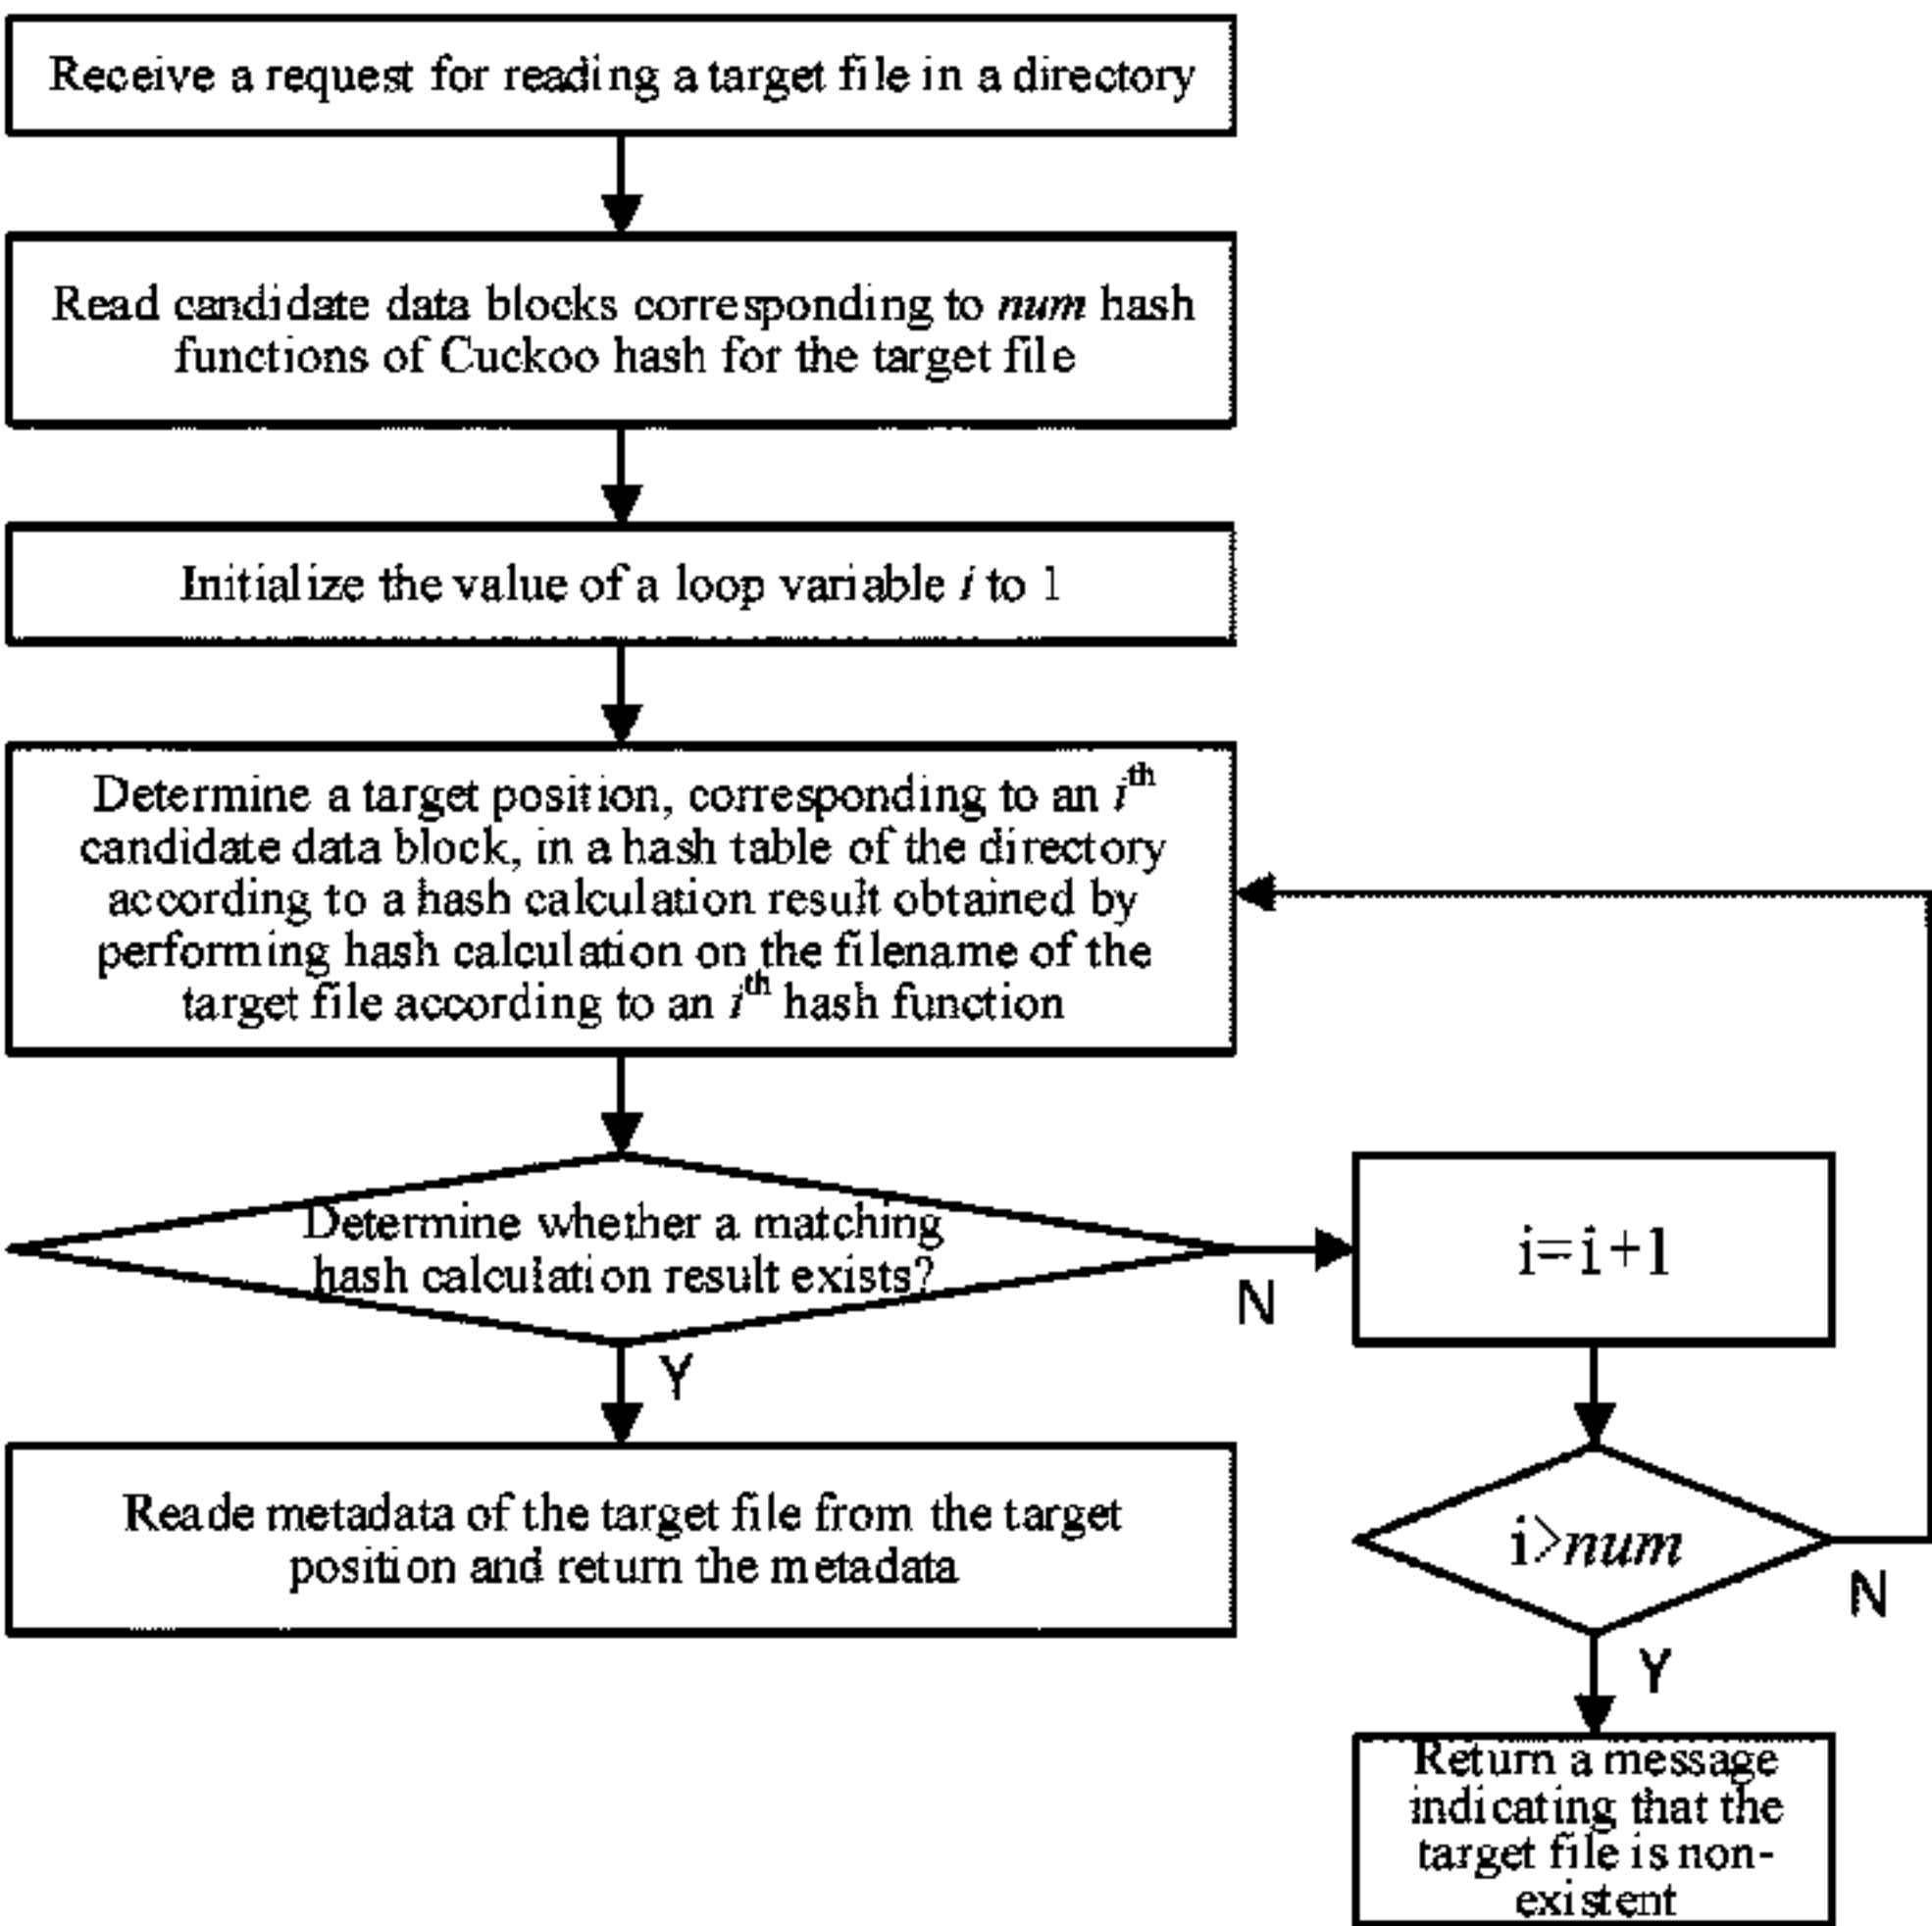 Receive a request for reading a target file in a directory
Read candidate data blocks corresponding to num hash
functions of Cuckoo hash for the target file
Initialize the value of a loop variable i to 1
Determine a target position, corresponding to an ith
candidate data block, in a hash table of the directory
according to a hash calculation result obtained by
performing hash calculation on the filename of the
target file according to an ith hash function
Determine whether a matching
hash calculation result exists?
N
i=i+1
Y
Reade metadata of the target file from the target
position and return the metadata
i>num
N
Y
Return a message
indicating that the
target file is non-
existent